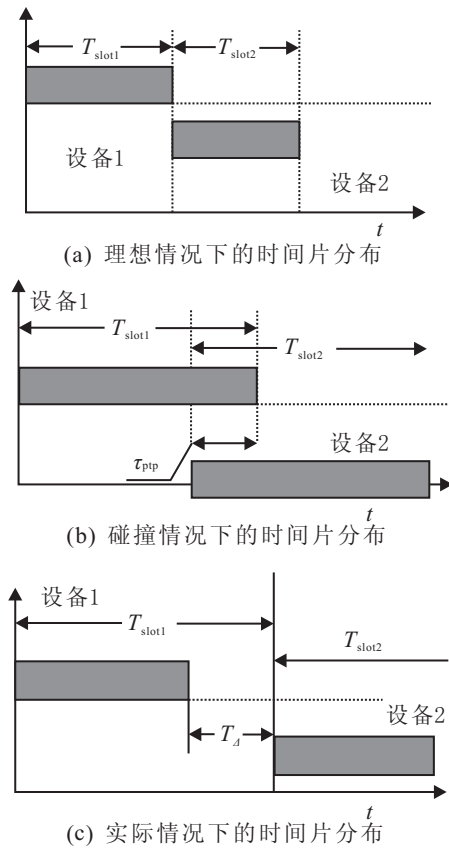 T_slot1 T_slot2
设备1
设备2
t
(a) 理想情况下的时间片分布
设备1
T_slot1
T_slot2
τ_ptp
设备2
t
(b) 碰撞情况下的时间片分布
设备1
T_slot1
T_slot2
设备2
T_Δ
t
(c) 实际情况下的时间片分布